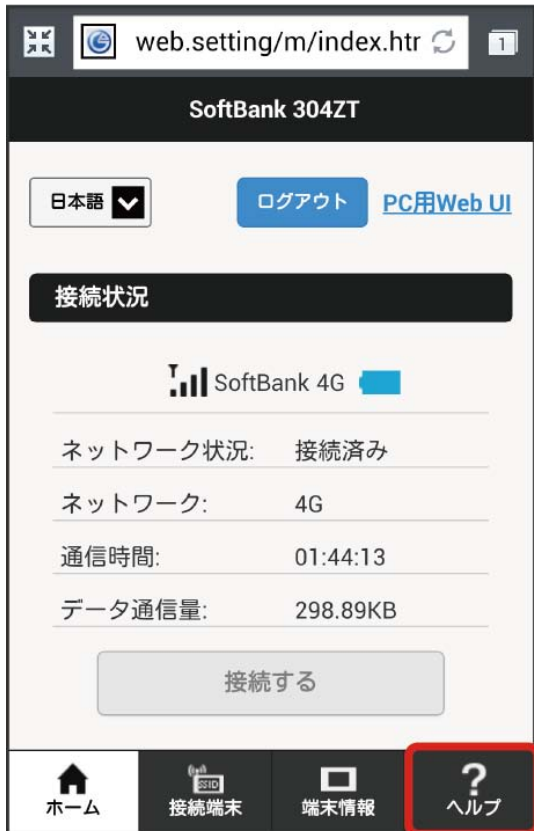 web.setting/m/index.htr
1
SoftBank 304ZT
日本語
ログアウト
PC用Web UI
接続状況
SoftBank 4G
ネットワーク状況: 接続済み
ネットワーク: 4G
通信時間: 01:44:13
データ通信量: 298.89KB
接続する
SSID
?
ホーム
接続端末
端末情報
ヘルプ